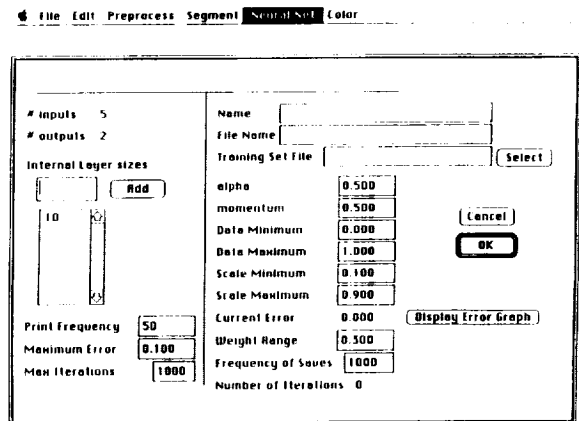 File Edit Preprocess Segment Neural Net Color
# inputs 5
# outputs 2
Internal Layer sizes
Add
10
Print Frequency 50
Maximum Error 0.100
Max Iterations 1000
Name
File Name
Training Set File Select
alpha 0.500
momentum 0.500
Data Minimum 0.000
Data Maximum 1.000
Scale Minimum 0.100
Scale Maximum 0.900
Current Error 0.000 Display Error Graph
Weight Range 0.500
Frequency of Saves 1000
Number of Iterations 0
Cancel
OK